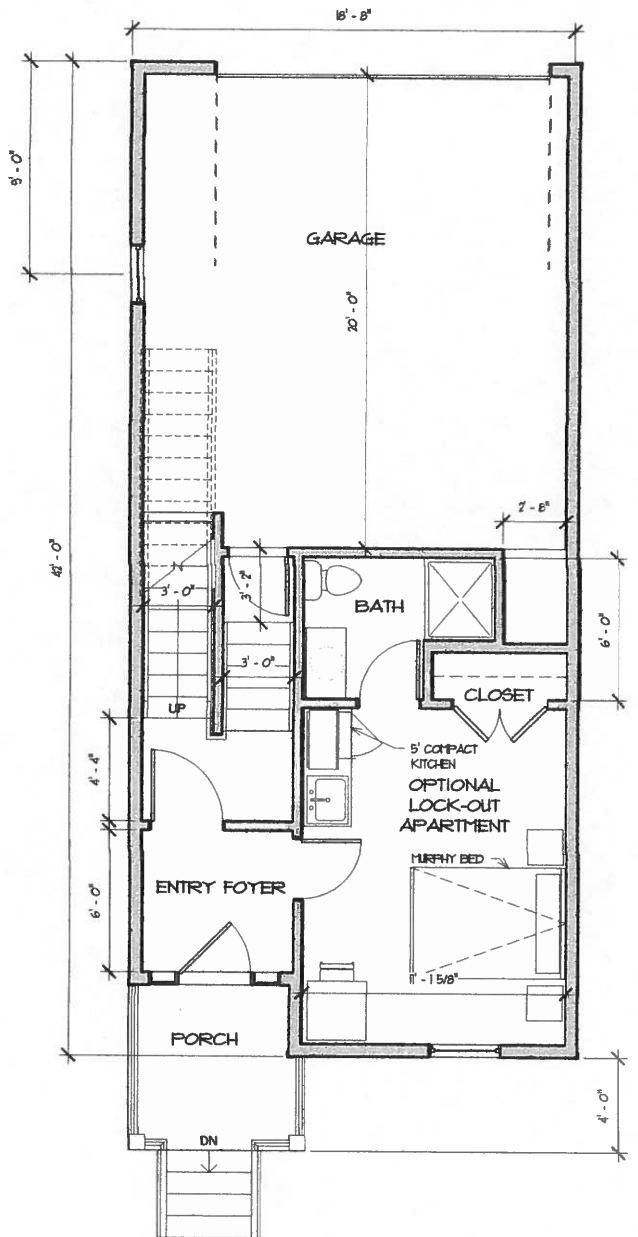 18' - 8"
9' - 0"
GARAGE
20' - 0"
42' - 0"
2' - 8"
3' - 2"
3' - 0"
BATH
6' - 0"
3' - 0"
CLOSET
UP
4' - 4"
5' COMPACT
KITCHEN
OPTIONAL
LOCK-OUT
APARTMENT
MURPHY BED
ENTRY FOYER
6' - 0"
11' - 1 5/8"
PORCH
4' - 0"
DN